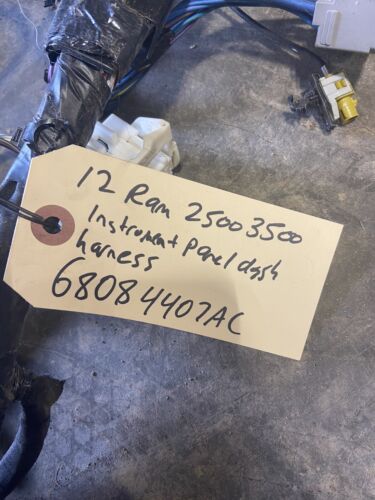 12 Ram 2500 3500
Instrument Panel dash
harness
68084407AC